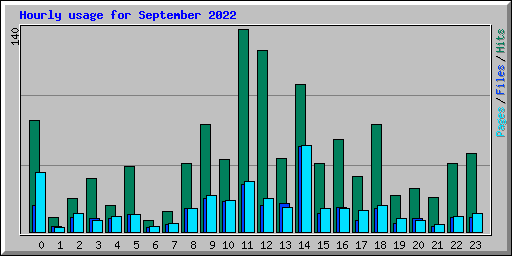 Hourly usage for September 2022
140
Pages/Files/Hits
0 1 2 3 4 5 6 7 8 9 10 11 12 13 14 15 16 17 18 19 20 21 22 23